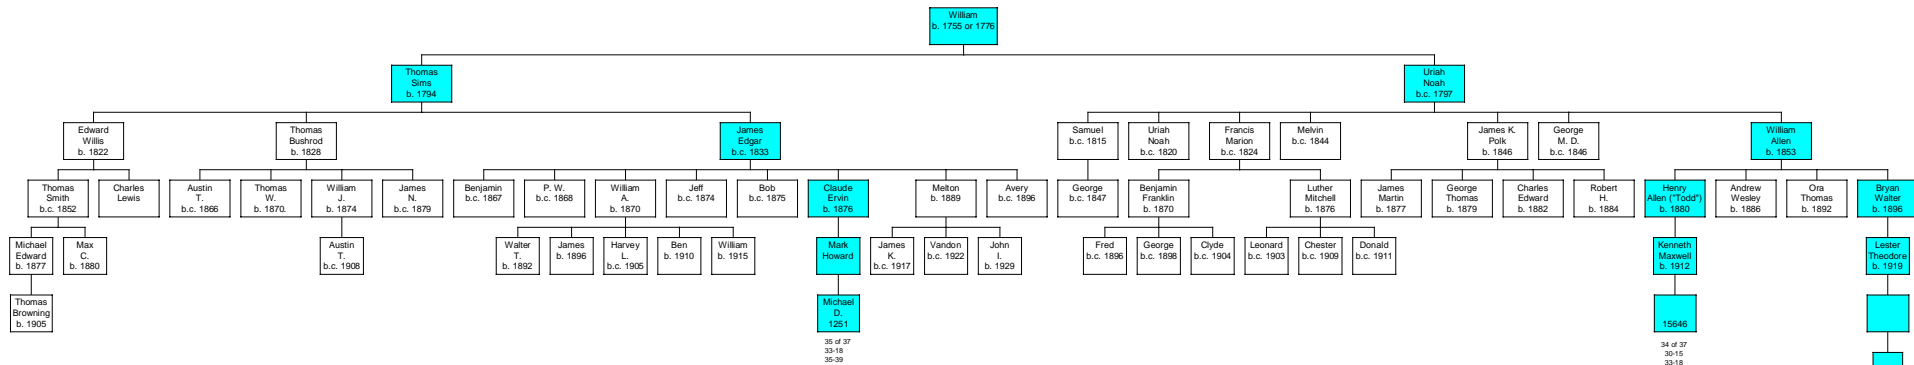 William
b. 1755 or 1776
Thomas
Sims
b. 1794
Uriah
Noah
b.c. 1797
Edward
Willis
b. 1822
Thomas
Bushrod
b. 1828
James
Edgar
b.c. 1833
Samuel
b.c. 1815
Uriah
Noah
b.c. 1820
Francis
Marion
b.c. 1824
Melvin
b.c. 1844
James K.
Polk
b. 1846
George
M. D.
b.c. 1846
William
Allen
b. 1853
Thomas
Smith
b.c. 1852
Charles
Lewis
Austin
T.
b.c. 1866
Thomas
W.
b. 1870.
William
J.
b. 1874
James
N.
b.c. 1879
Benjamin
b.c. 1867
P. W.
b.c. 1868
William
A.
b. 1870
Jeff
b.c. 1874
Bob
b.c. 1875
Claude
Ervin
b. 1876
Melton
b. 1889
Avery
b.c. 1896
George
b.c. 1847
Benjamin
Franklin
b. 1870
Luther
Mitchell
b. 1876
James
Martin
b. 1877
George
Thomas
b. 1879
Charles
Edward
b. 1882
Robert
H.
b. 1884
Henry
Allen ("Todd")
b. 1880
Andrew
Wesley
b. 1886
Ora
Thomas
b. 1892
Bryan
Walter
b. 1896
Michael
Edward
b. 1877
Max
C.
b. 1880
Austin
T.
b.c. 1908
Walter
T.
b. 1892
James
b. 1896
Harvey
L.
b.c. 1905
Ben
b. 1910
William
b. 1915
Mark
Howard
James
K.
b.c. 1917
Vandon
b.c. 1922
John
I.
b. 1929
Fred
b.c. 1896
George
b.c. 1898
Clyde
b.c. 1904
Leonard
b.c. 1903
Chester
b.c. 1909
Donald
b.c. 1911
Kenneth
Maxwell
b. 1912
Lester
Theodore
b. 1919
Thomas
Browning
b. 1905
Michael
D.
1251
15646
35 of 37
33-18
35-39
34 of 37
30-15
33-18